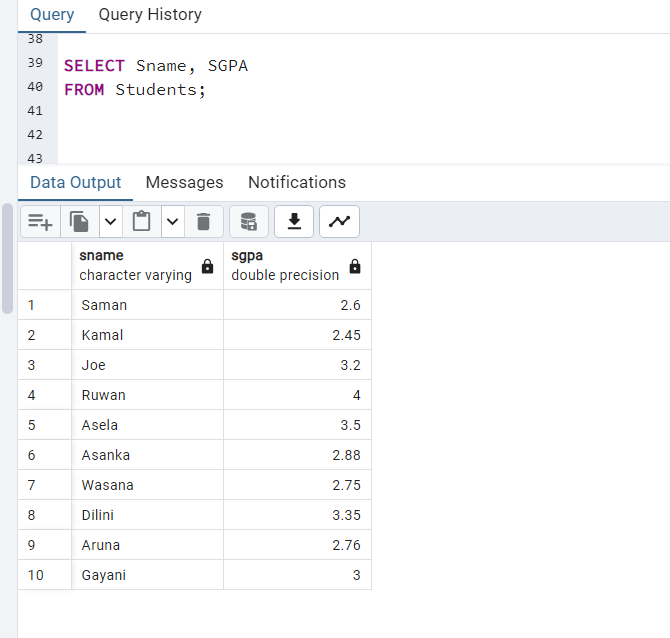 Query Query History
38
39 SELECT Sname, SGPA
40 FROM Students;
41
42
43
Data Output Messages Notifications
sname sgpa
character varying double precision
1 Saman 2.6
2 Kamal 2.45
3 Joe 3.2
4 Ruwan 4
5 Asela 3.5
6 Asanka 2.88
7 Wasana 2.75
8 Dilini 3.35
9 Aruna 2.76
10 Gayani 3